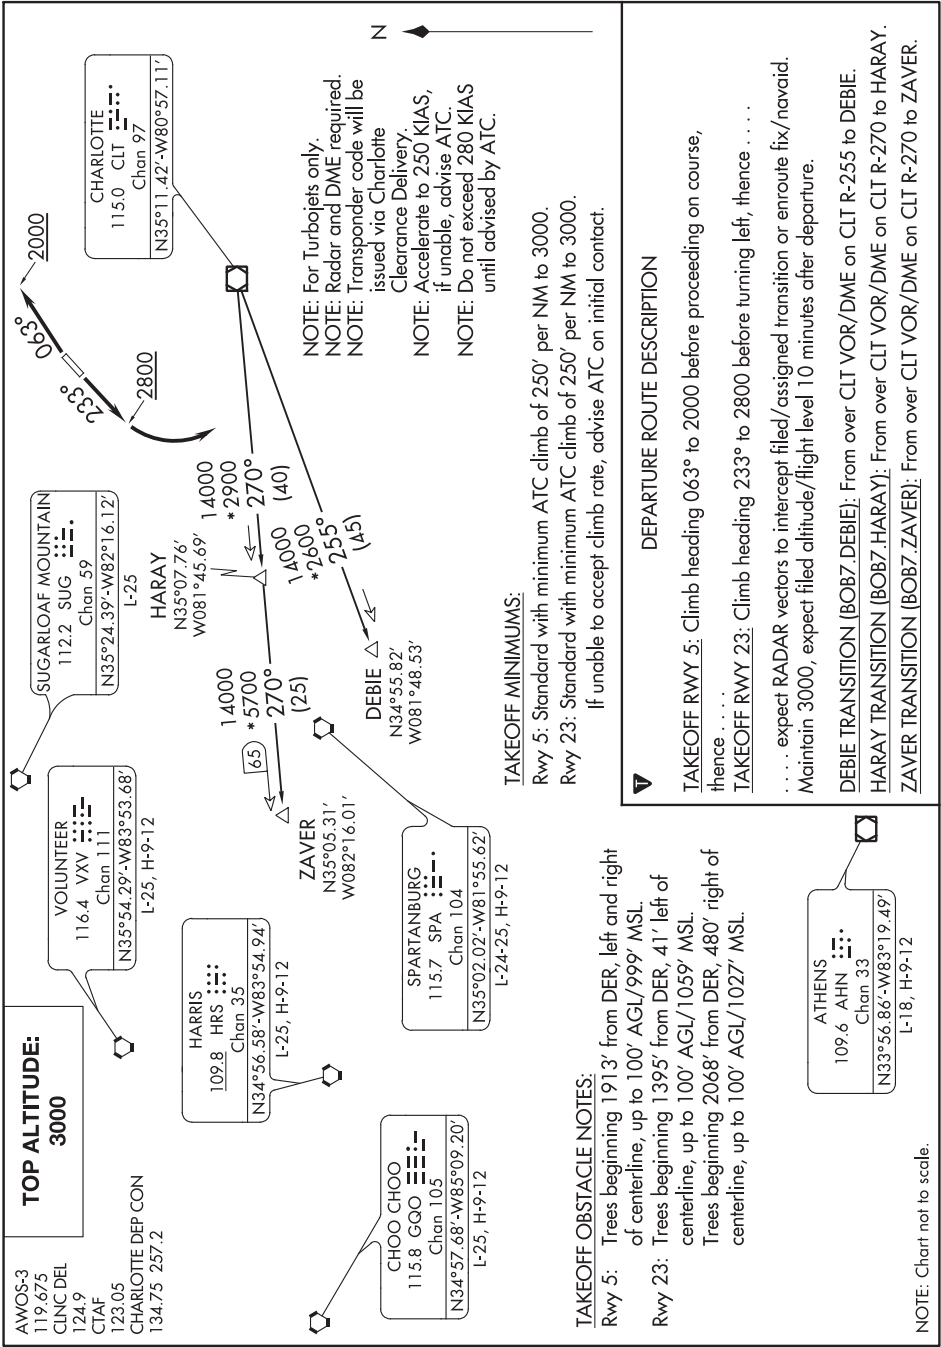 AWOS-3
119.675
CLNC DEL
124.9
CTAF
123.05
CHARLOTTE DEP CON
134.75 257.2
TOP ALTITUDE:
3000
VOLUNTEER
116.4 VXV
Chan 111
N35°54.29'-W83°53.68'
L-25, H-9-12
SUGARLOAF MOUNTAIN
112.2 SUG
Chan 59
N35°24.39'-W82°16.12'
L-25
2000
063°
233°
2800
CHARLOTTE
115.0 CLT
Chan 97
N35°11.42'-W80°57.11'
HARRIS
109.8 HRS
Chan 35
N34°56.58'-W83°54.94'
L-25, H-9-12
HARAY
N35°07.76'
W081°45.69'
14000
*2900
270°
(40)
14000
*5700
270°
(25)
65
ZAVER
N35°05.31'
W082°16.01'
14000
*2600
255°
(45)
DEBIE
N34°55.82'
W081°48.53'
N
CHOO CHOO
115.8 GQO
Chan 105
N34°57.68'-W85°09.20'
L-25, H-9-12
SPARTANBURG
115.7 SPA
Chan 104
N35°02.02'-W81°55.62'
L-24-25, H-9-12
NOTE: For Turbojets only.
NOTE: Radar and DME required.
NOTE: Transponder code will be
issued via Charlotte
Clearance Delivery.
NOTE: Accelerate to 250 KIAS,
if unable, advise ATC.
NOTE: Do not exceed 280 KIAS
until advised by ATC.
TAKEOFF MINIMUMS:
Rwy 5: Standard with minimum ATC climb of 250' per NM to 3000.
Rwy 23: Standard with minimum ATC climb of 250' per NM to 3000.
If unable to accept climb rate, advise ATC on initial contact.
TAKEOFF OBSTACLE NOTES:
Rwy 5: Trees beginning 1913' from DER, left and right
of centerline, up to 100' AGL/999' MSL.
Rwy 23: Trees beginning 1395' from DER, 41' left of
centerline, up to 100' AGL/1059' MSL.
Trees beginning 2068' from DER, 480' right of
centerline, up to 100' AGL/1027' MSL.
ATHENS
109.6 AHN
Chan 33
N33°56.86'-W83°19.49'
L-18, H-9-12
NOTE: Chart not to scale.
T
DEPARTURE ROUTE DESCRIPTION
TAKEOFF RWY 5: Climb heading 063° to 2000 before proceeding on course,
thence . . . .
TAKEOFF RWY 23: Climb heading 233° to 2800 before turning left, thence . . . .
. . . . expect RADAR vectors to intercept filed/assigned transition or enroute fix/navaid.
Maintain 3000, expect filed altitude/flight level 10 minutes after departure.
DEBIE TRANSITION (BOB7.DEBIE): From over CLT VOR/DME on CLT R-255 to DEBIE.
HARAY TRANSITION (BOB7.HARAY): From over CLT VOR/DME on CLT R-270 to HARAY.
ZAVER TRANSITION (BOB7.ZAVER): From over CLT VOR/DME on CLT R-270 to ZAVER.